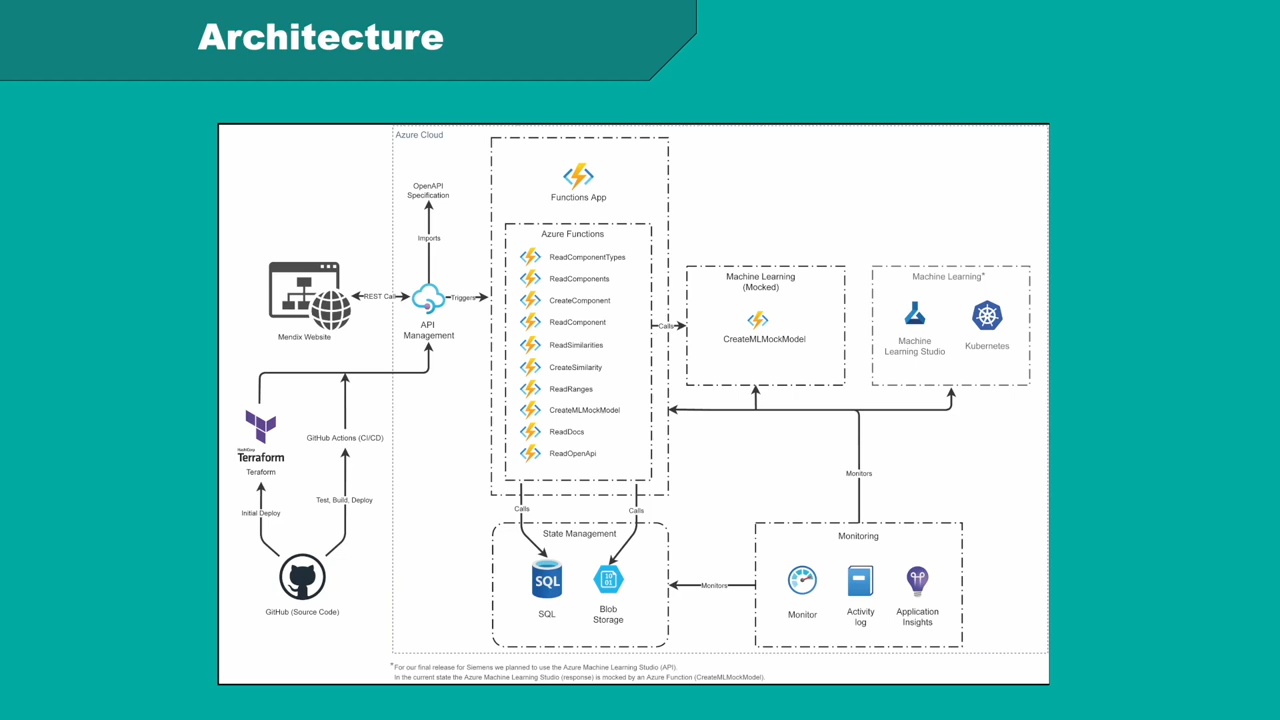 Architecture
Azure Cloud
OpenAPI
Specification
Imports
REST Call
Triggers
Mendix Website
API
Management
Functions App
Azure Functions
ReadComponentTypes
ReadComponents
CreateComponent
ReadComponent
ReadSimilarities
CreateSimilarity
ReadRanges
CreateMLMockModel
ReadDocs
ReadOpenApi
Calls
Machine Learning
(Mocked)
CreateMLMockModel
Machine Learning*
Machine
Learning Studio
Kubernetes
HashiCorp
Terraform
Teraform
GitHub Actions (CI/CD)
Test, Build, Deploy
Initial Deploy
GitHub (Source Code)
Calls
Calls
State Management
SQL
SQL
10
01
Blob
Storage
Monitors
Monitors
Monitoring
Monitor
Activity
log
Application
Insights
*For our final release for Siemens we planned to use the Azure Machine Learning Studio (API).
In the current state the Azure Machine Learning Studio (response) is mocked by an Azure Function (CreateMLMockModel).